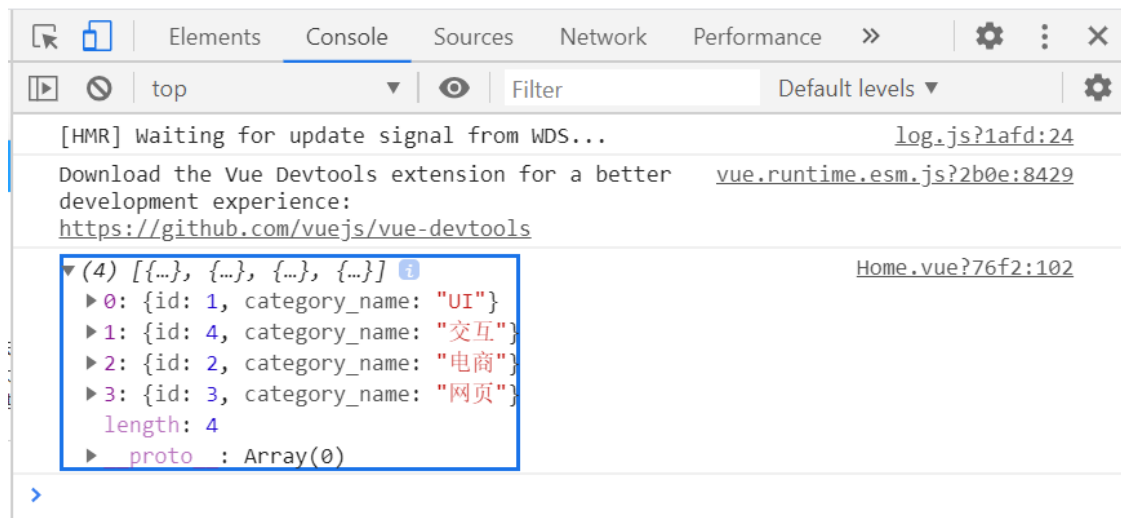 Elements Console Sources Network Performance »
top Filter Default levels ▼
[HMR] Waiting for update signal from WDS... log.js?1afd:24
Download the Vue Devtools extension for a better vue.runtime.esm.js?2b0e:8429
development experience:
https://github.com/vuejs/vue-devtools
(4) [{…}, {…}, {…}, {…}] i Home.vue?76f2:102
0: {id: 1, category_name: "UI"}
1: {id: 4, category_name: "交互"}
2: {id: 2, category_name: "电商"}
3: {id: 3, category_name: "网页"}
length: 4
__proto__: Array(0)